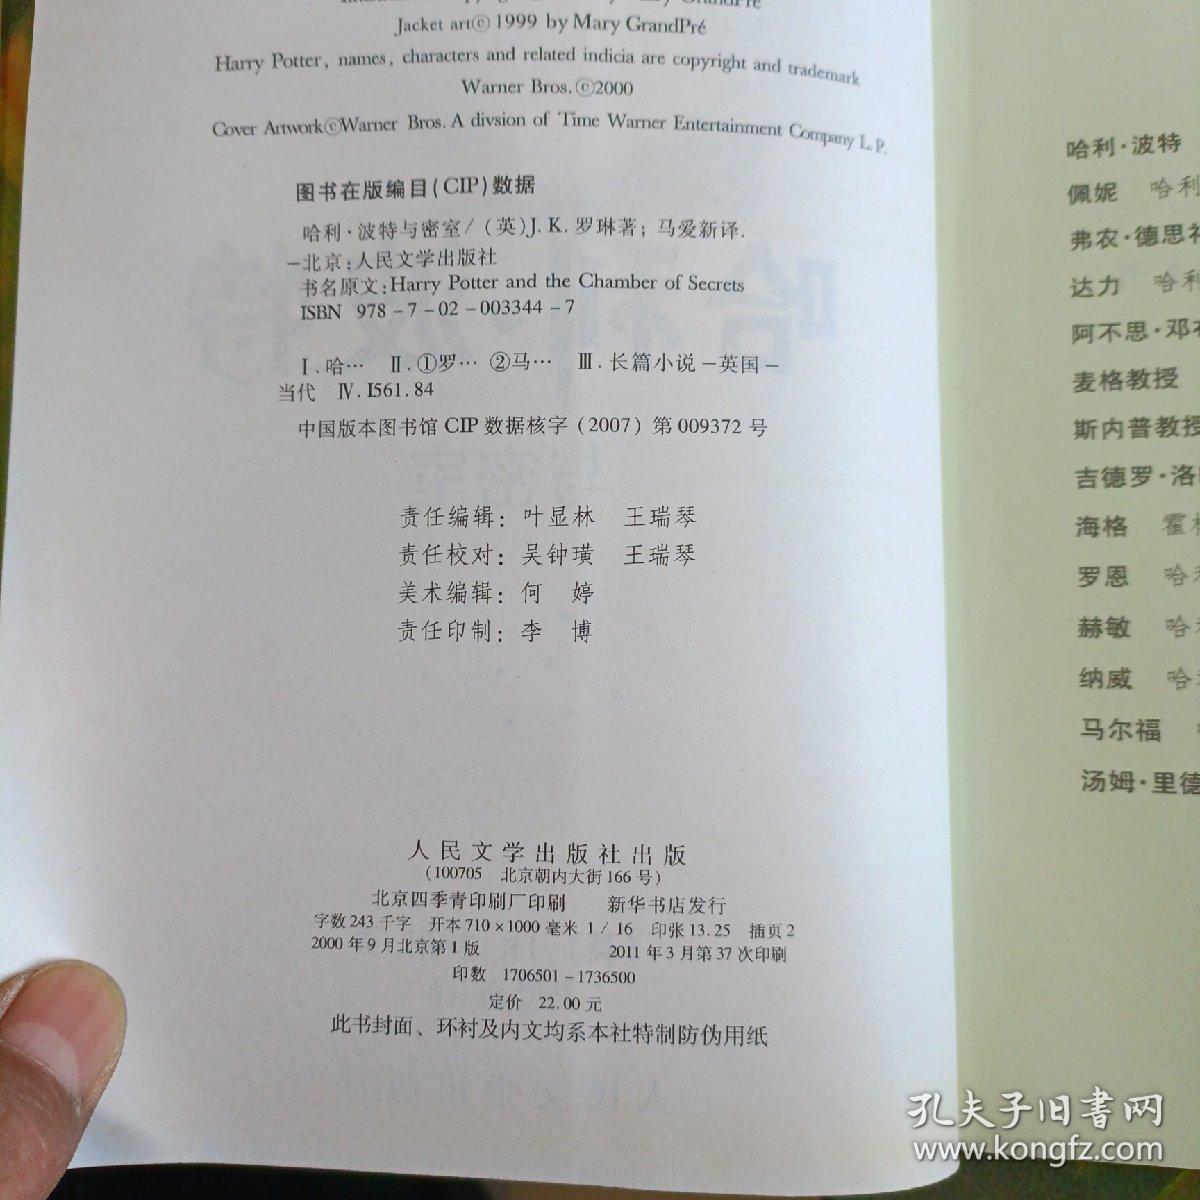 Jacket artⓒ1999 by Mary GrandPré
Harry Potter, names, characters and related indicia are copyright and trademark
Warner Bros.ⓒ2000
Cover ArtworkⓒWarner Bros. A divsion of Time Warner Entertainment Company L.P.
图书在版编目(CIP)数据
哈利·波特与密室/(英)J.K.罗琳著;马爱新译.
-北京:人民文学出版社
书名原文:Harry Potter and the Chamber of Secrets
ISBN 978-7-02-003344-7
Ⅰ.哈… Ⅱ.①罗… ②马… Ⅲ.长篇小说-英国-
当代 Ⅳ.I561.84
中国版本图书馆CIP数据核字(2007)第009372号
责任编辑:叶显林 王瑞琴
责任校对:吴钟璜 王瑞琴
美术编辑:何 婷
责任印制:李 博
人民文学出版社出版
(100705 北京朝内大街166号)
北京四季青印刷厂印刷 新华书店发行
字数243千字 开本710×1000毫米1/16 印张13.25 插页2
2000年9月北京第1版 2011年3月第37次印刷
印数 1706501-1736500
定价 22.00元
此书封面、环衬及内文均系本社特制防伪用纸
哈利·波特
佩妮 哈利
弗农·德思礼
达力 哈利
阿不思·邓布
麦格教授
斯内普教授
吉德罗·洛
海格 霍格
罗恩 哈利
赫敏 哈
纳威 哈
马尔福
汤姆·里德
孔夫子旧书网
www.kongfz.com